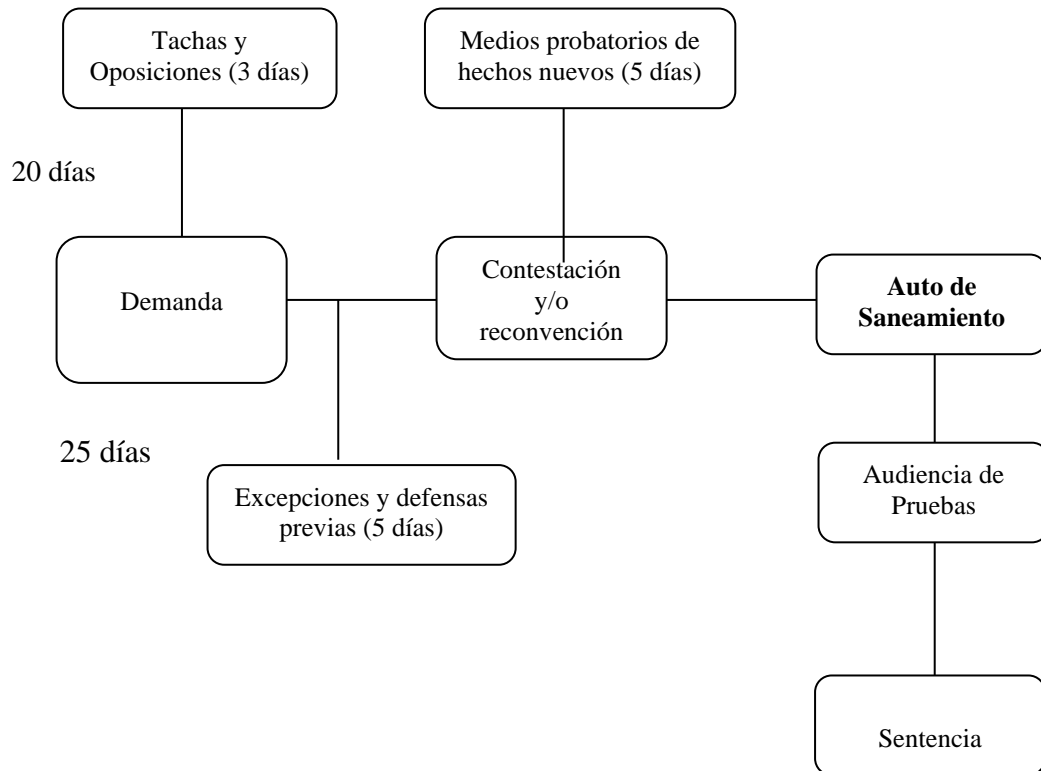 Tachas y
Oposiciones (3 días)
Medios probatorios de
hechos nuevos (5 días)
20 días
Demanda
Contestación
y/o
reconvención
Auto de
Saneamiento
25 días
Excepciones y defensas
previas (5 días)
Audiencia de
Pruebas
Sentencia